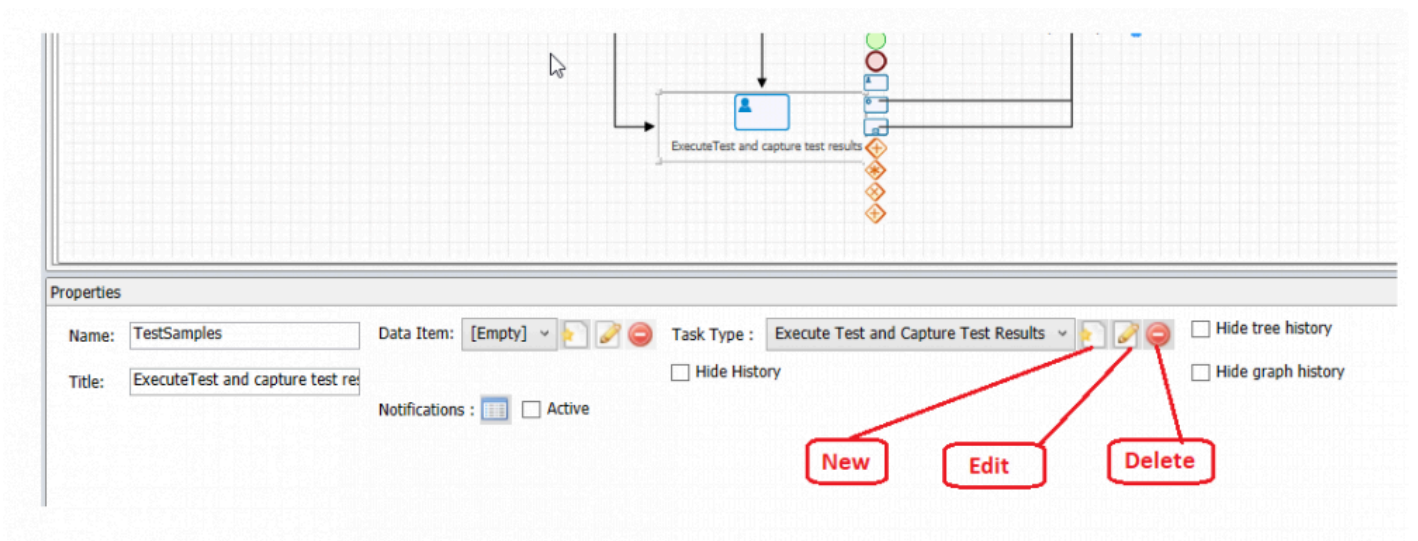 ExecuteTest and capture test results
Properties
Name: TestSamples Data Item: [Empty] Task Type : Execute Test and Capture Test Results Hide tree history
Title: ExecuteTest and capture test res Hide History Hide graph history
Notifications : Active
New Edit Delete